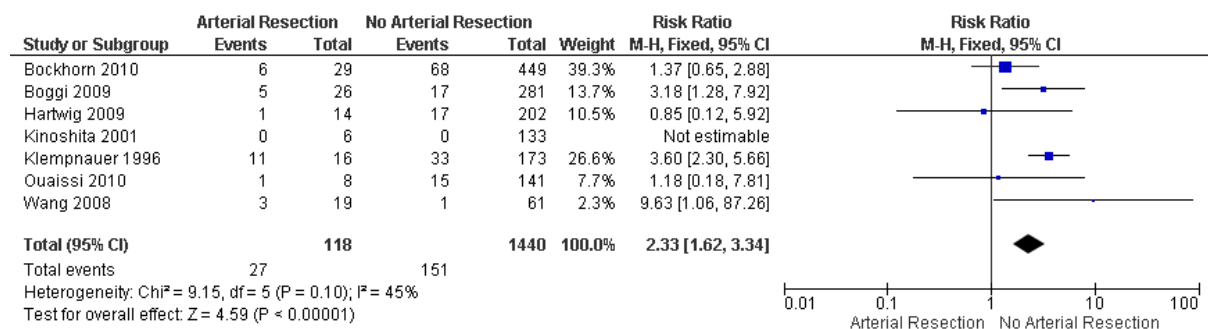 Arterial Resection No Arterial Resection Risk Ratio Risk Ratio
Study or Subgroup Events Total Events Total Weight M-H, Fixed, 95% CI M-H, Fixed, 95% CI
Bockhorn 2010 6 29 68 449 39.3% 1.37 [0.65, 2.88]
Boggi 2009 5 26 17 281 13.7% 3.18 [1.28, 7.92]
Hartwig 2009 1 14 17 202 10.5% 0.85 [0.12, 5.92]
Kinoshita 2001 0 6 0 133 Not estimable
Klempnauer 1996 11 16 33 173 26.6% 3.60 [2.30, 5.66]
Ouaissi 2010 1 8 15 141 7.7% 1.18 [0.18, 7.81]
Wang 2008 3 19 1 61 2.3% 9.63 [1.06, 87.26]
Total (95% CI) 118 1440 100.0% 2.33 [1.62, 3.34]
Total events 27 151
Heterogeneity: Chi² = 9.15, df = 5 (P = 0.10); I² = 45%
Test for overall effect: Z = 4.59 (P < 0.00001)
0.01 0.1 1 10 100
Arterial Resection No Arterial Resection